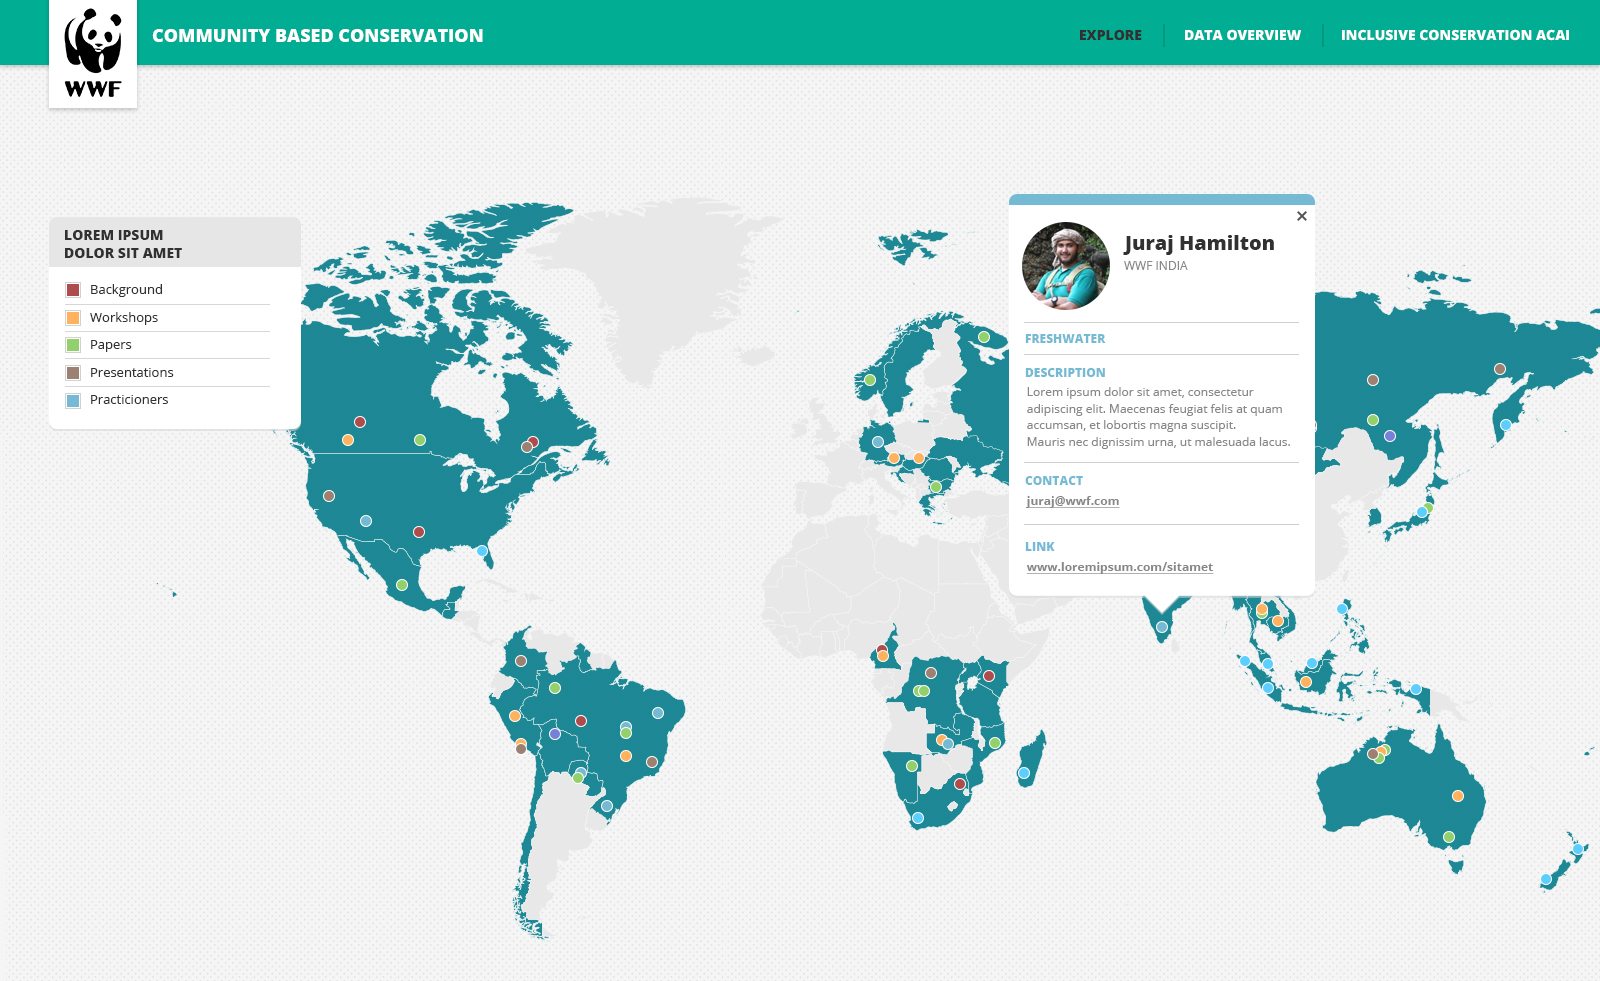 COMMUNITY BASED CONSERVATION
EXPLORE
DATA OVERVIEW
INCLUSIVE CONSERVATION ACAI
WWF
LOREM IPSUM
DOLOR SIT AMET
Background
Workshops
Papers
Presentations
Practicioners
Juraj Hamilton
WWF INDIA
FRESHWATER
DESCRIPTION
Lorem ipsum dolor sit amet, consectetur
adipiscing elit. Maecenas feugiat felis at quam
accumsan, et lobortis magna suscipit.
Mauris nec dignissim urna, ut malesuada lacus.
CONTACT
juraj@wwf.com
LINK
www.loremipsum.com/sitamet